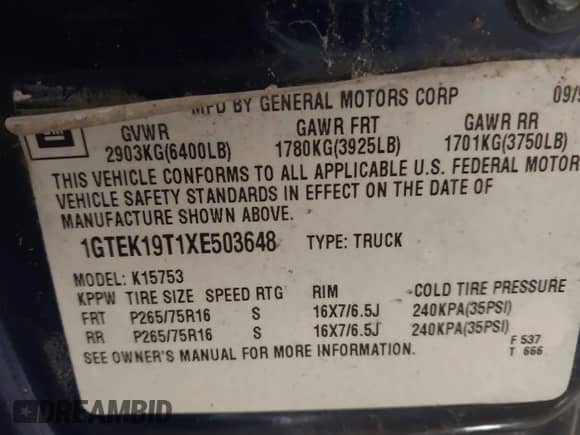 MFD BY GENERAL MOTORS CORP 09/9
GM GVWR GAWR FRT GAWR RR
2903KG(6400LB) 1780KG(3925LB) 1701KG(3750LB)
THIS VEHICLE CONFORMS TO ALL APPLICABLE U.S. FEDERAL MOTOR
VEHICLE SAFETY STANDARDS IN EFFECT ON THE DATE OF
MANUFACTURE SHOWN ABOVE.
1GTEK19T1XE503648 TYPE: TRUCK
MODEL: K15753
KPPW TIRE SIZE SPEED RTG RIM COLD TIRE PRESSURE
FRT P265/75R16 S 16X7/6.5J 240KPA(35PSI)
RR P265/75R16 S 16X7/6.5J 240KPA(35PSI)
SEE OWNER'S MANUAL FOR MORE INFORMATION.
F 537
T 666
DREAMBID